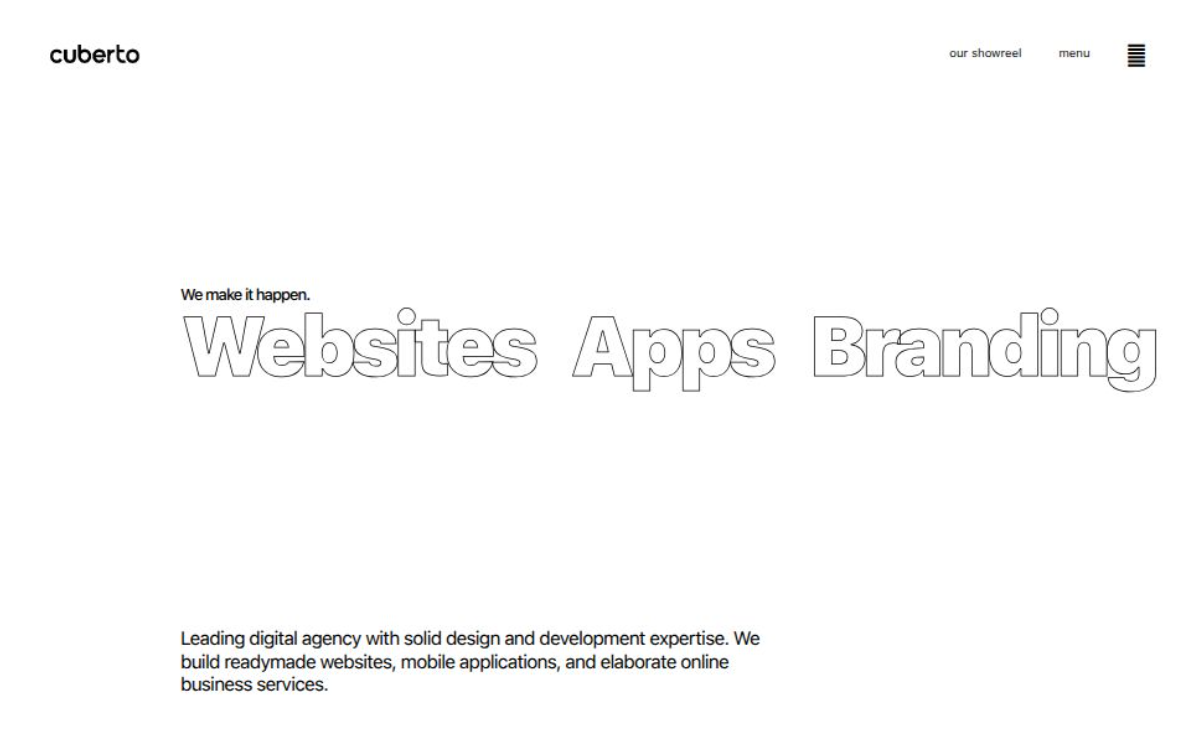 cuberto
our showreel menu
We make it happen.
Websites Apps Branding
Leading digital agency with solid design and development expertise. We
build readymade websites, mobile applications, and elaborate online
business services.